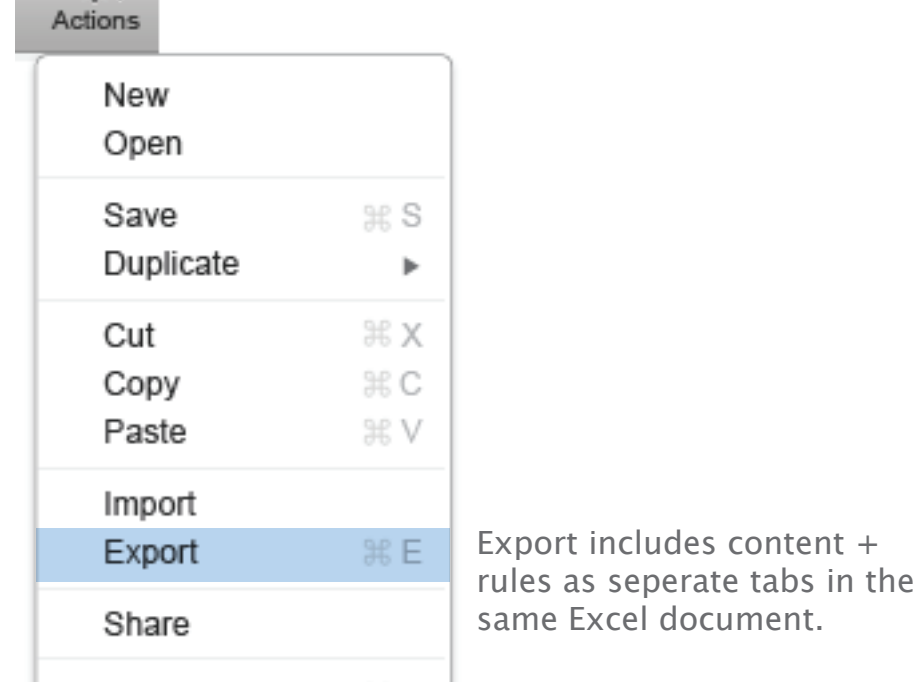 Actions
New
Open
Save ⌘ S
Duplicate ▶
Cut ⌘ X
Copy ⌘ C
Paste ⌘ V
Import
Export ⌘ E
Export includes content +
rules as seperate tabs in the
same Excel document.
Share